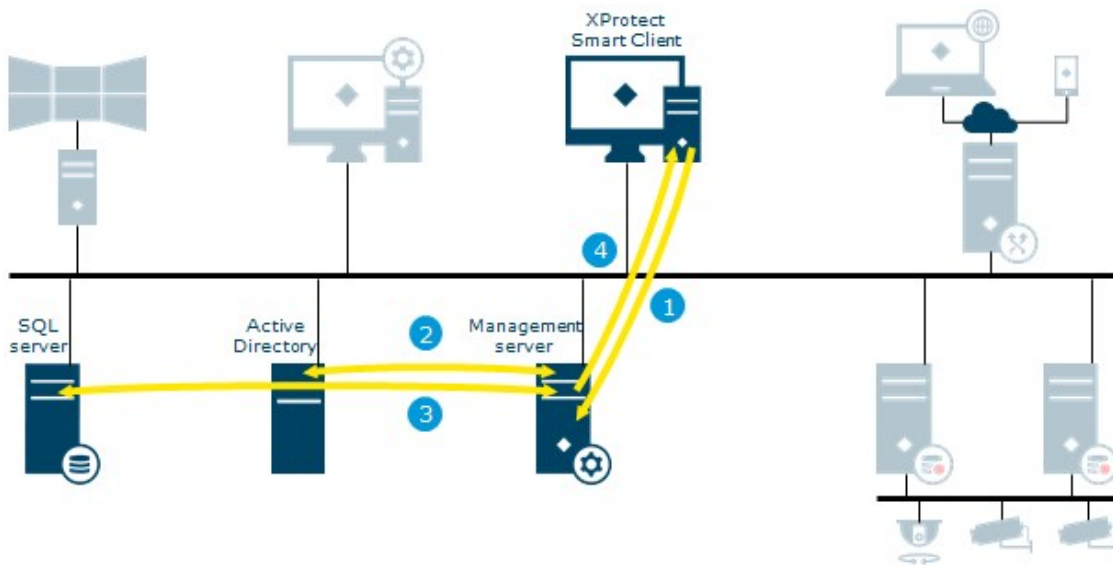 XProtect
Smart Client
4
1
SQL
server
Active
Directory
2
Management
server
3